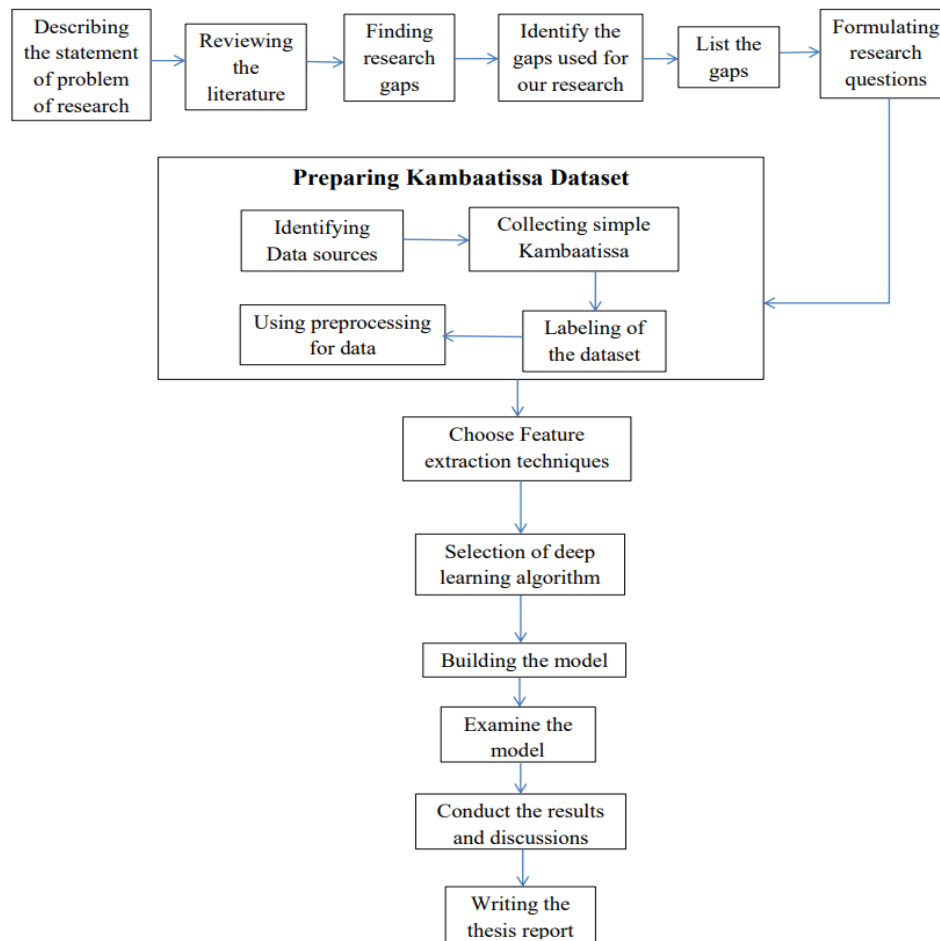 Describing
the statement
of problem
of research
Reviewing
the
literature
Finding
research
gaps
Identify the
gaps used for
our research
List the
gaps
Formulating
research
questions
Preparing Kambaatissa Dataset
Identifying
Data sources
Collecting simple
Kambaatissa
Labeling of
the dataset
Using preprocessing
for data
Choose Feature
extraction techniques
Selection of deep
learning algorithm
Building the model
Examine the
model
Conduct the results
and discussions
Writing the
thesis report